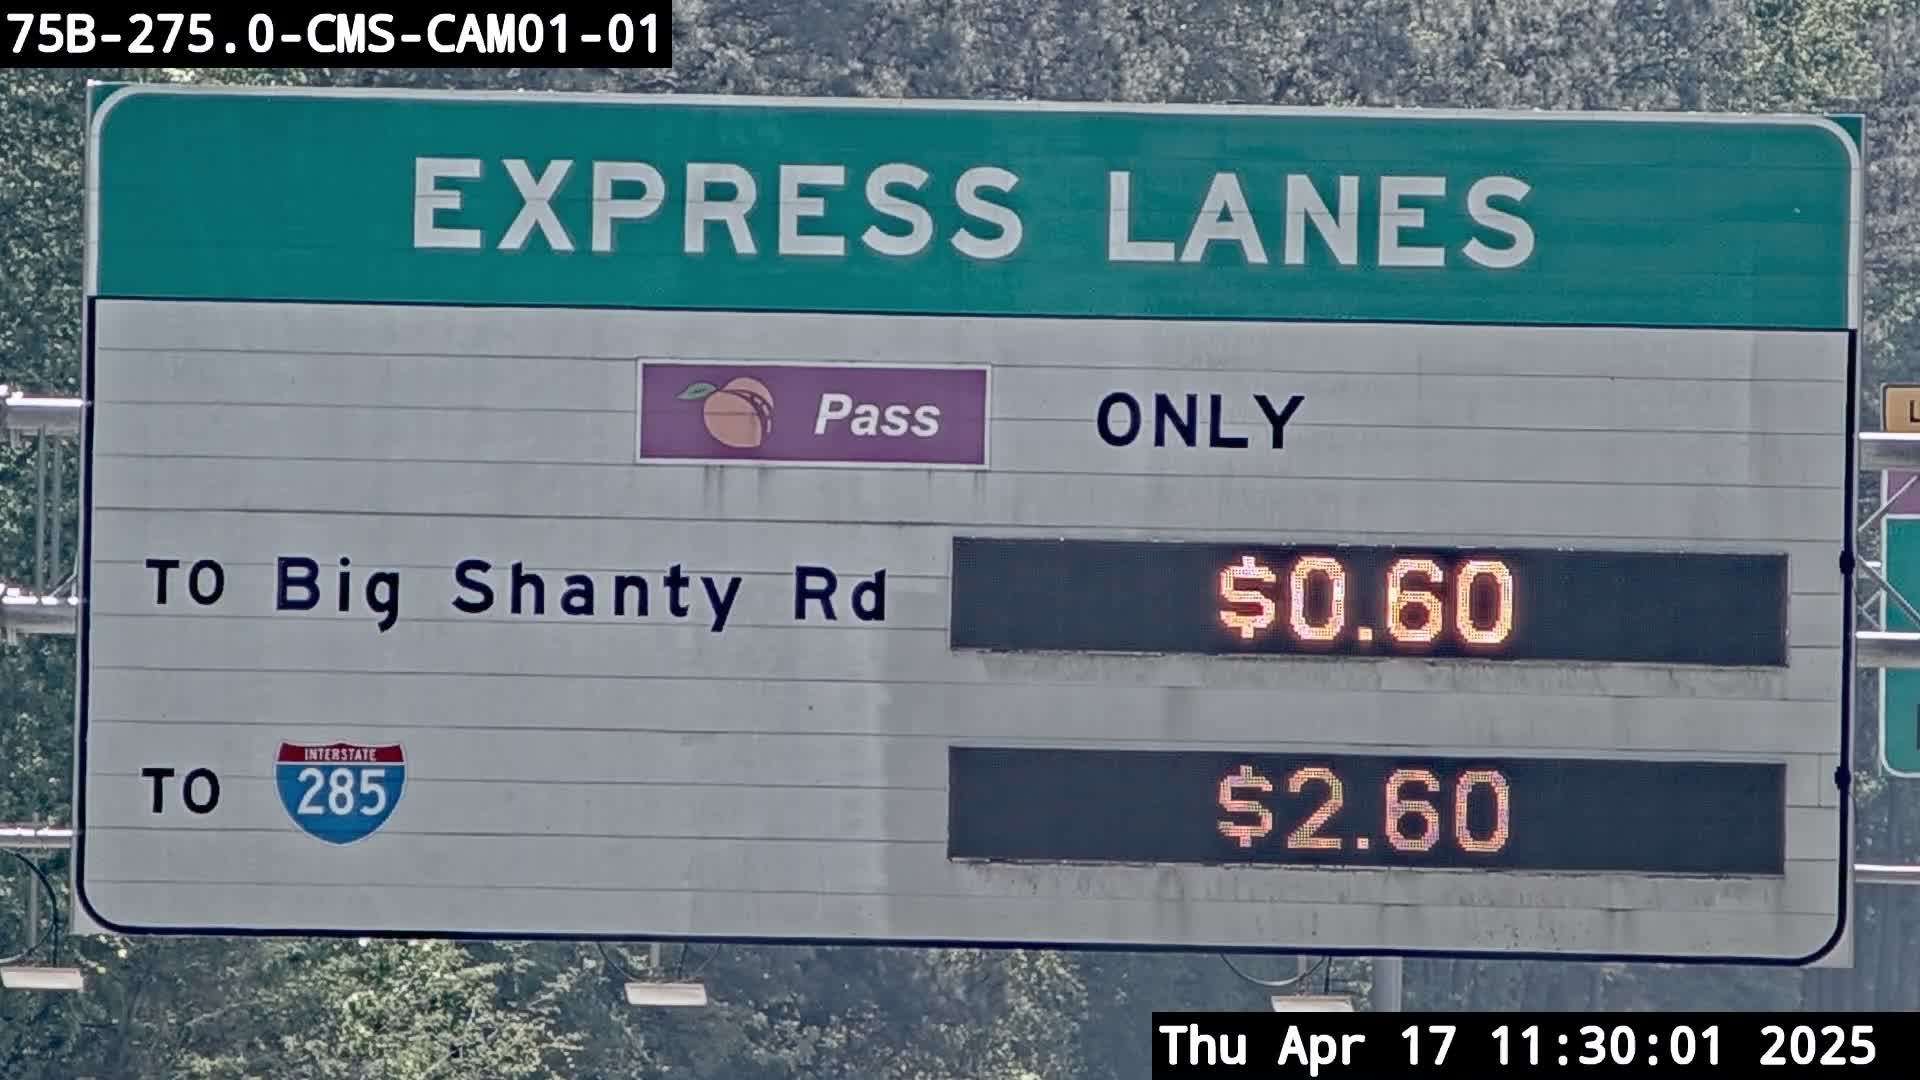 75B-275.0-CMS-CAM01-01
EXPRESS LANES
Pass ONLY
TO Big Shanty Rd $0.60
TO INTERSTATE 285 $2.60
Thu Apr 17 11:30:01 2025